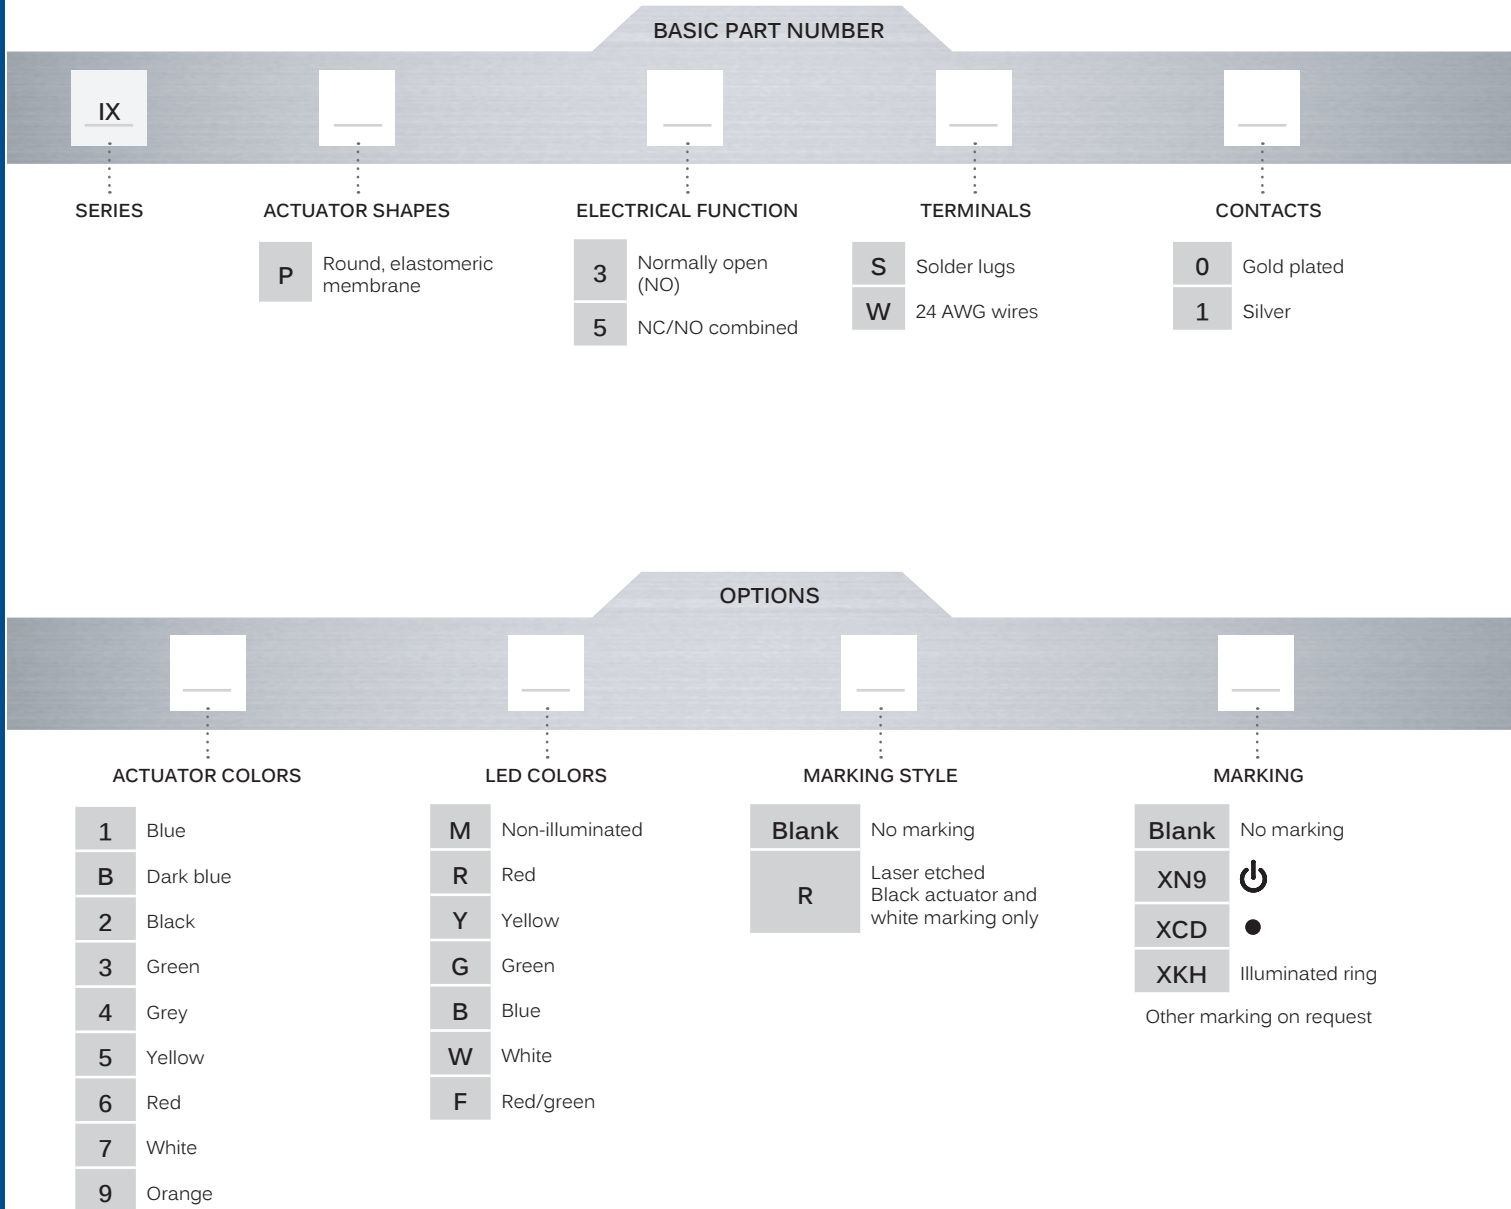 BASIC PART NUMBER
IX
SERIES
ACTUATOR SHAPES
P Round, elastomeric
membrane
ELECTRICAL FUNCTION
3 Normally open
(NO)
5 NC/NO combined
TERMINALS
S Solder lugs
W 24 AWG wires
CONTACTS
0 Gold plated
1 Silver
OPTIONS
ACTUATOR COLORS
1 Blue
B Dark blue
2 Black
3 Green
4 Grey
5 Yellow
6 Red
7 White
9 Orange
LED COLORS
M Non-illuminated
R Red
Y Yellow
G Green
B Blue
W White
F Red/green
MARKING STYLE
Blank No marking
R Laser etched
Black actuator and
white marking only
MARKING
Blank No marking
XN9
XCD
XKH Illuminated ring
Other marking on request